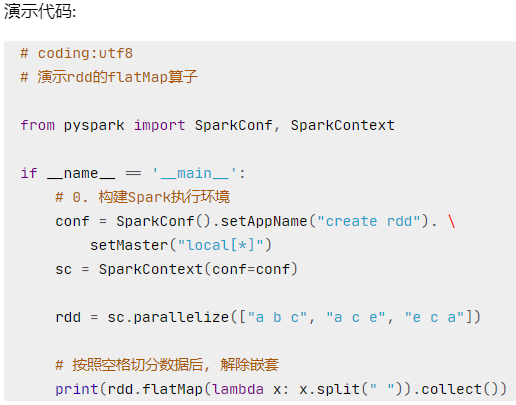 演示代码:
# coding:utf8
# 演示rdd的flatMap算子
from pyspark import SparkConf, SparkContext
if __name__ == '__main__':
# 0. 构建Spark执行环境
conf = SparkConf().setAppName("create rdd"). \
setMaster("local[*]")
sc = SparkContext(conf=conf)
rdd = sc.parallelize(["a b c", "a c e", "e c a"])
# 按照空格切分数据后, 解除嵌套
print(rdd.flatMap(lambda x: x.split(" ")).collect())